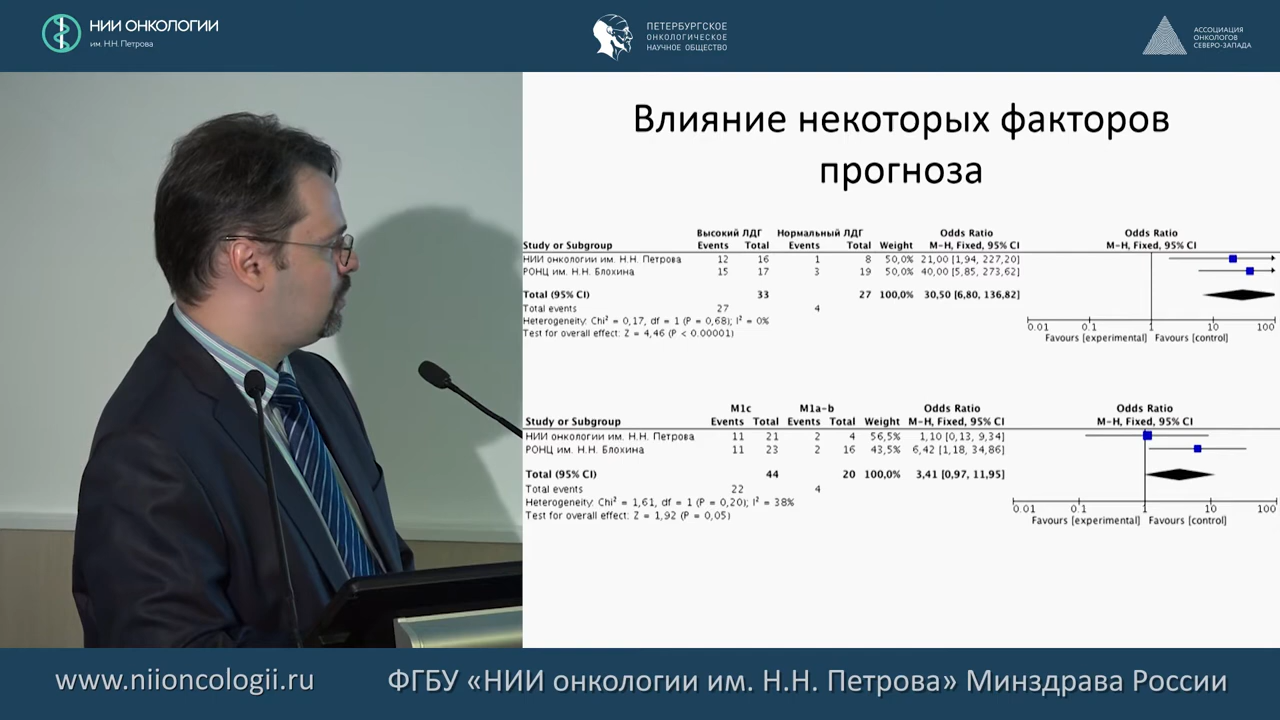 НИИ ОНКОЛОГИИ
им. Н.Н. Петрова
ПЕТЕРБУРГСКОЕ
ОНКОЛОГИЧЕСКОЕ
НАУЧНОЕ ОБЩЕСТВО
АССОЦИАЦИЯ
ОНКОЛОГОВ
СЕВЕРО-ЗАПАДА
Влияние некоторых факторов
прогноза
Высокий ЛДГ Нормальный ЛДГ Odds Ratio Odds Ratio
Study or Subgroup Events Total Events Total Weight M-H, Fixed, 95% CI M-H, Fixed, 95% CI
НИИ онкологии им. Н.Н. Петрова 12 16 1 8 50,0% 21,00 [1,94, 227,20]
РОНЦ им. Н.Н. Блохина 15 17 3 19 50,0% 40,00 [5,85, 273,62]
Total (95% CI) 33 27 100,0% 30,50 [6,80, 136,82]
Total events 27 4
Heterogeneity: Chi² = 0,17, df = 1 (P = 0,68); I² = 0%
Test for overall effect: Z = 4,46 (P < 0.00001)
0.01 0.1 1 10 100
Favours [experimental] Favours [control]
M1c M1a-b Odds Ratio Odds Ratio
Study or Subgroup Events Total Events Total Weight M-H, Fixed, 95% CI M-H, Fixed, 95% CI
НИИ онкологии им. Н.Н. Петрова 11 21 2 4 56,5% 1,10 [0,13, 9,34]
РОНЦ им. Н.Н. Блохина 11 23 2 16 43,5% 6,42 [1,18, 34,86]
Total (95% CI) 44 20 100,0% 3,41 [0,97, 11,95]
Total events 22 4
Heterogeneity: Chi² = 1,61, df = 1 (P = 0,20); I² = 38%
Test for overall effect: Z = 1,92 (P = 0,05)
0.01 0.1 1 10 100
Favours [experimental] Favours [control]
www.niioncologii.ru ФГБУ «НИИ онкологии им. Н.Н. Петрова» Минздрава России